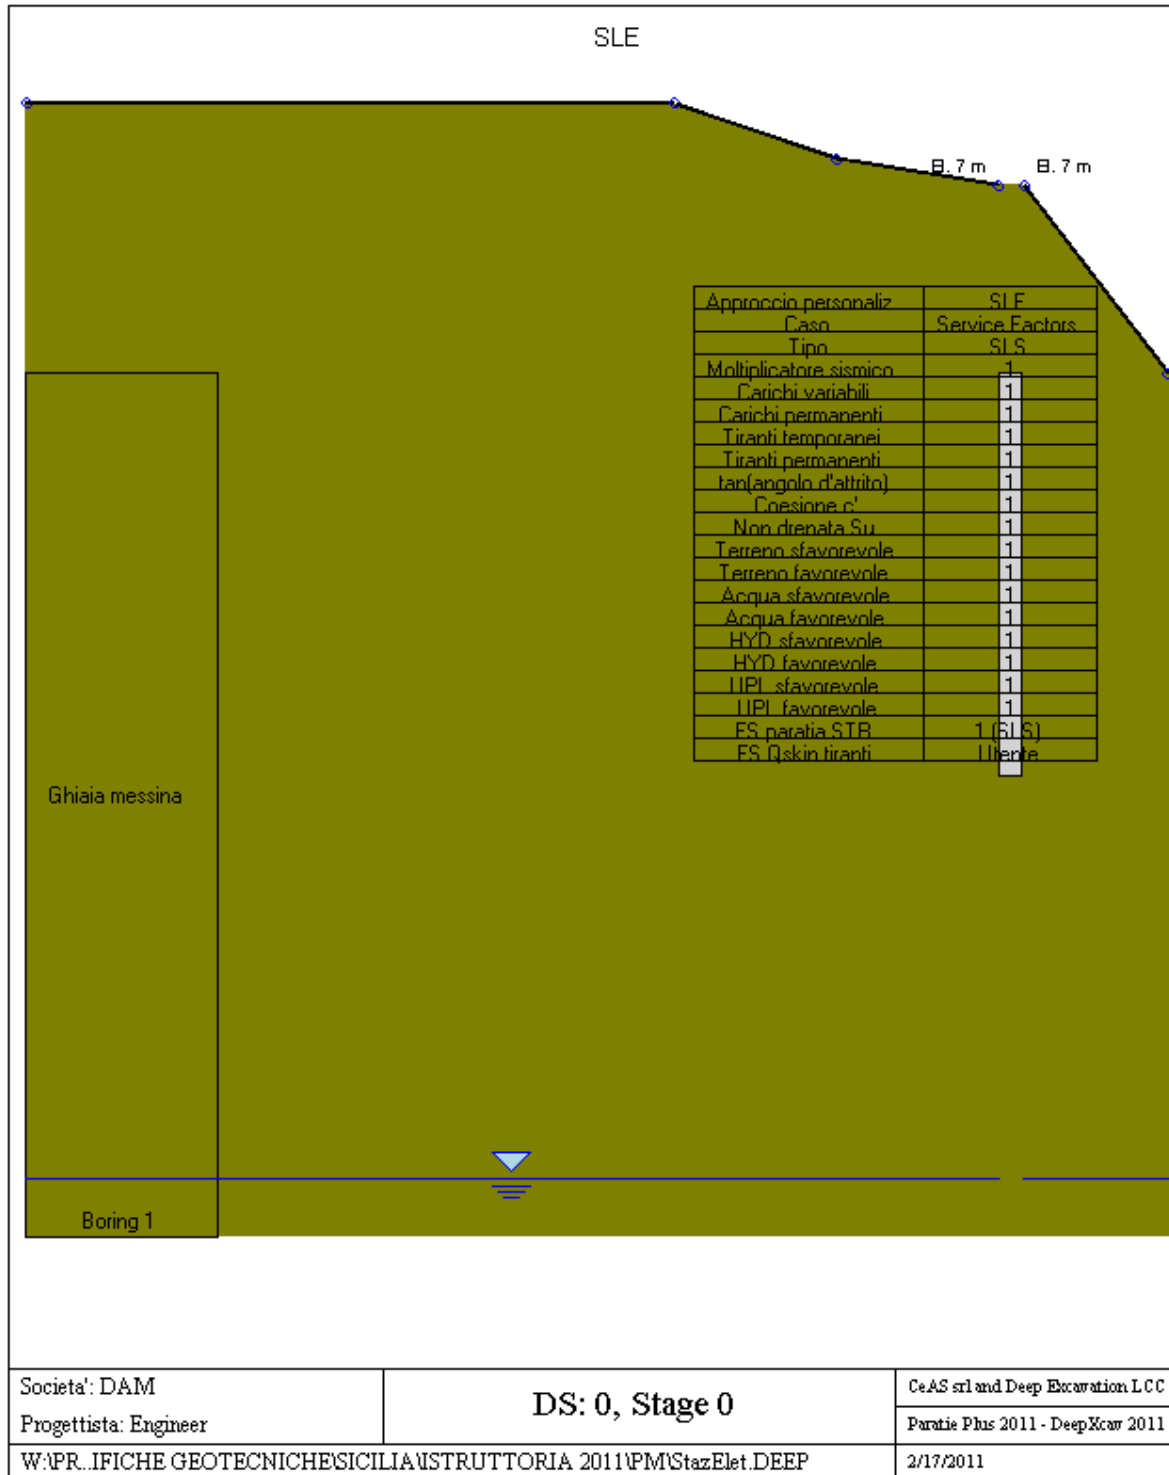 SLE
8. 7 m 8. 7 m
Approccio personaliz SLE
Caso Service Factors
Tipo SLS
Moltiplicatore sismico 1
Carichi variabili 1
Carichi permanenti 1
Tiranti temporanei 1
Tiranti permanenti 1
tan(angolo d'attrito) 1
Coesione c' 1
Non drenata Su 1
Terreno sfavorevole 1
Terreno favorevole 1
Acqua sfavorevole 1
Acqua favorevole 1
HYD sfavorevole 1
HYD favorevole 1
UPL sfavorevole 1
UPL favorevole 1
FS paratia STR 1 (SLS)
FS Qskin tiranti Utente
Ghiaia messina
Boring 1
Societa': DAM
Progettista: Engineer
DS: 0, Stage 0
CeAS srl and Deep Excavation LCC
Paratie Plus 2011 - DeepXcav 2011
W:\PR..IFICHE GEOTECNICHE\SICILIA\ISTRUTTORIA 2011\PM\StazElet.DEEP
2/17/2011